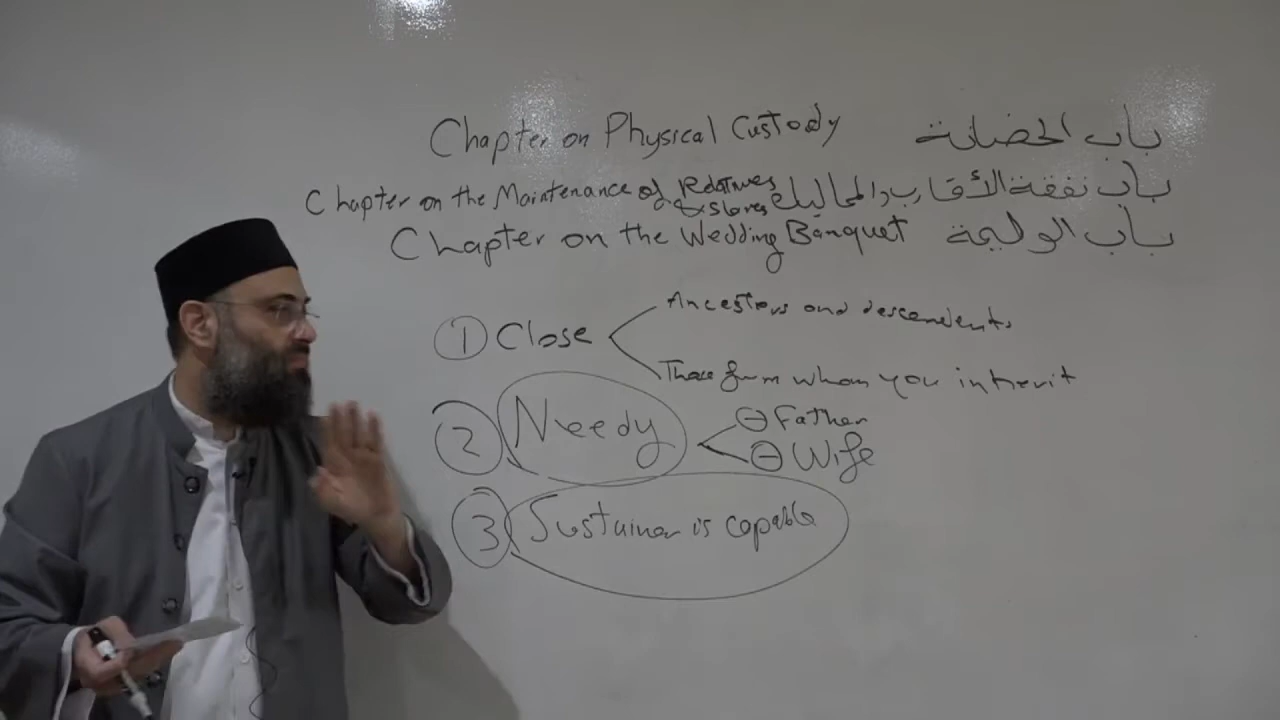 Chapter on Physical Custody باب الحضانة
Chapter on the Maintenance of Relatives & Slaves باب نفقة الأقارب والمماليك
Chapter on the Wedding Banquet باب الوليمة
① Close
Ancestors and descendents
Those from whom you inherit
② Needy
⊖ Father
⊖ Wife
③ Sustainer is capable